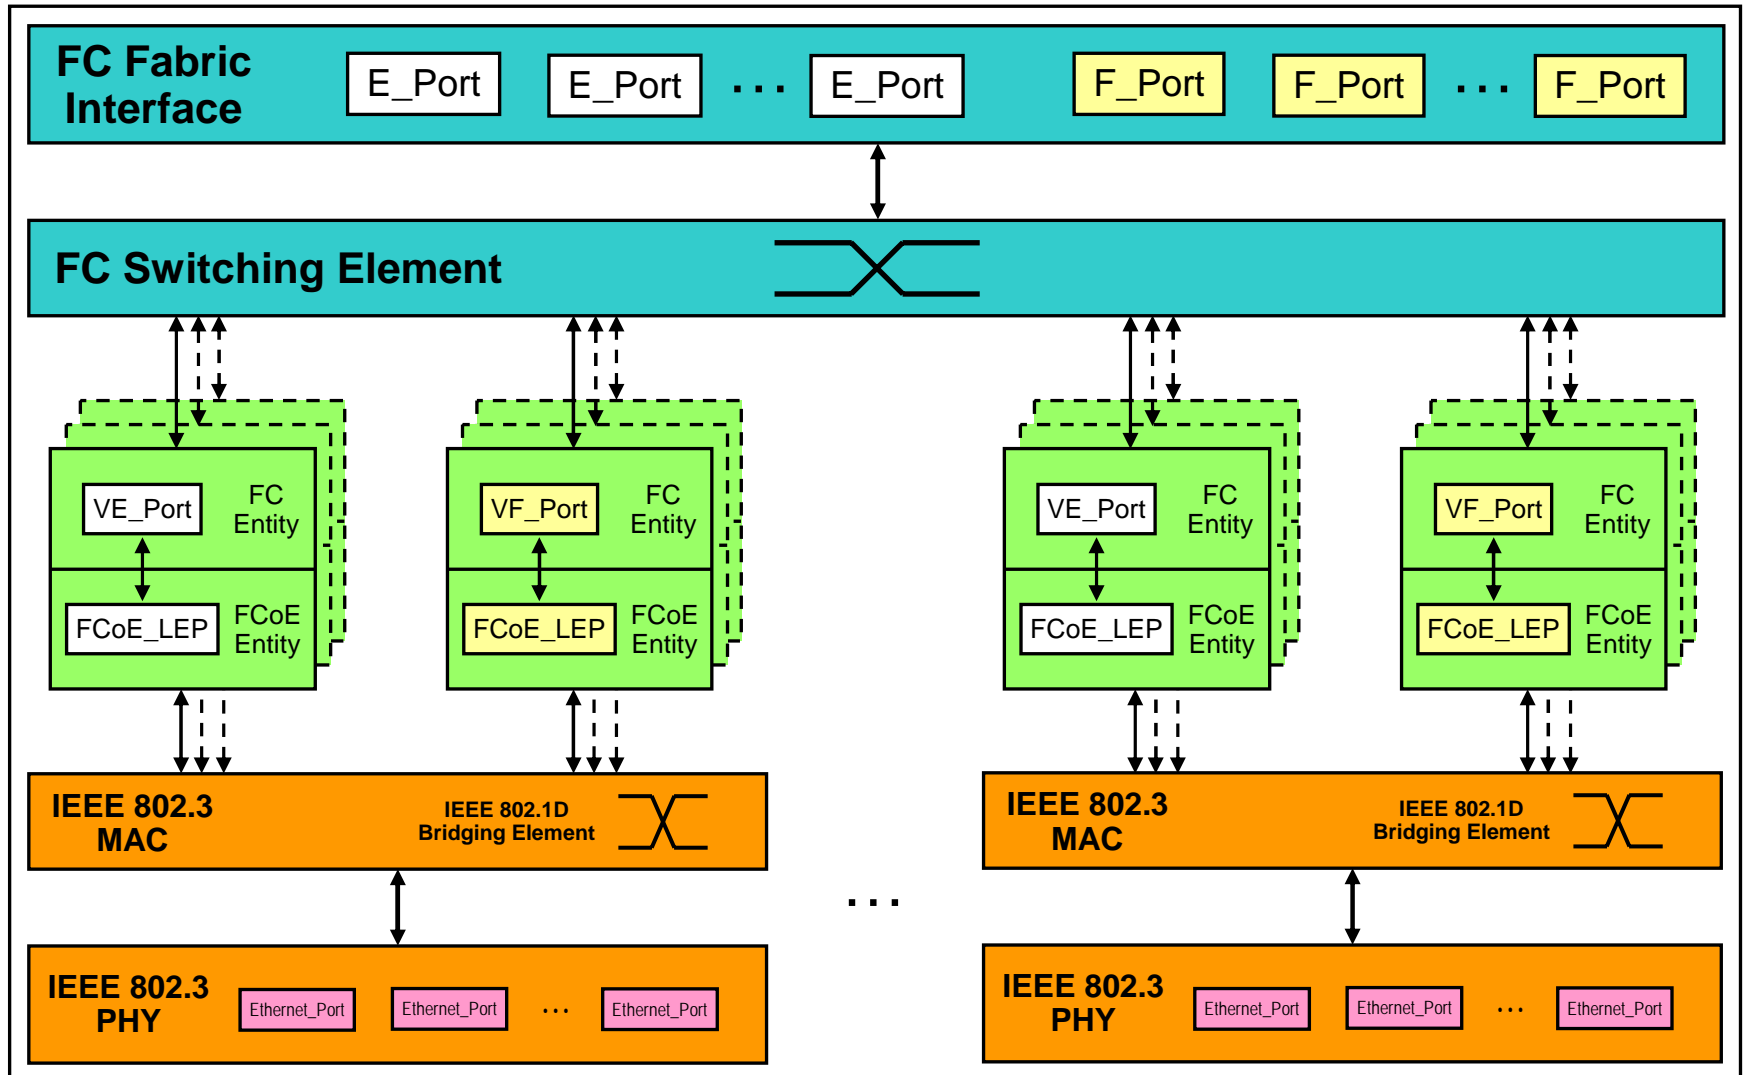 FC Fabric
Interface
E_Port
E_Port
...
E_Port
F_Port
F_Port
...
F_Port
FC Switching Element
VE_Port
FC
Entity
FCoE_LEP
FCoE
Entity
VF_Port
FC
Entity
FCoE_LEP
FCoE
Entity
VE_Port
FC
Entity
FCoE_LEP
FCoE
Entity
VF_Port
FC
Entity
FCoE_LEP
FCoE
Entity
IEEE 802.3
MAC
IEEE 802.1D
Bridging Element
IEEE 802.3
MAC
IEEE 802.1D
Bridging Element
...
IEEE 802.3
PHY
Ethernet_Port
Ethernet_Port
...
Ethernet_Port
IEEE 802.3
PHY
Ethernet_Port
Ethernet_Port
...
Ethernet_Port